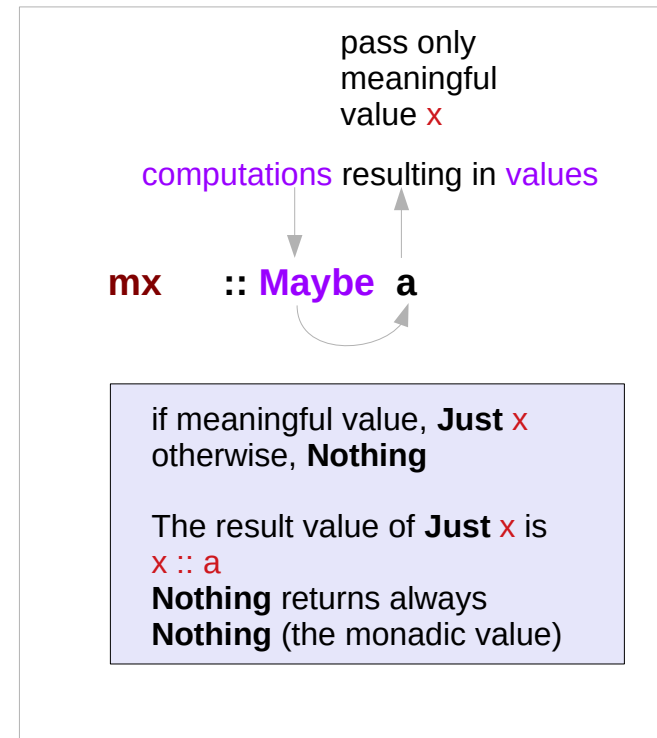 pass only
meaningful
value x
computations resulting in values
mx :: Maybe a
if meaningful value, Just x
otherwise, Nothing
The result value of Just x is
x :: a
Nothing returns always
Nothing (the monadic value)